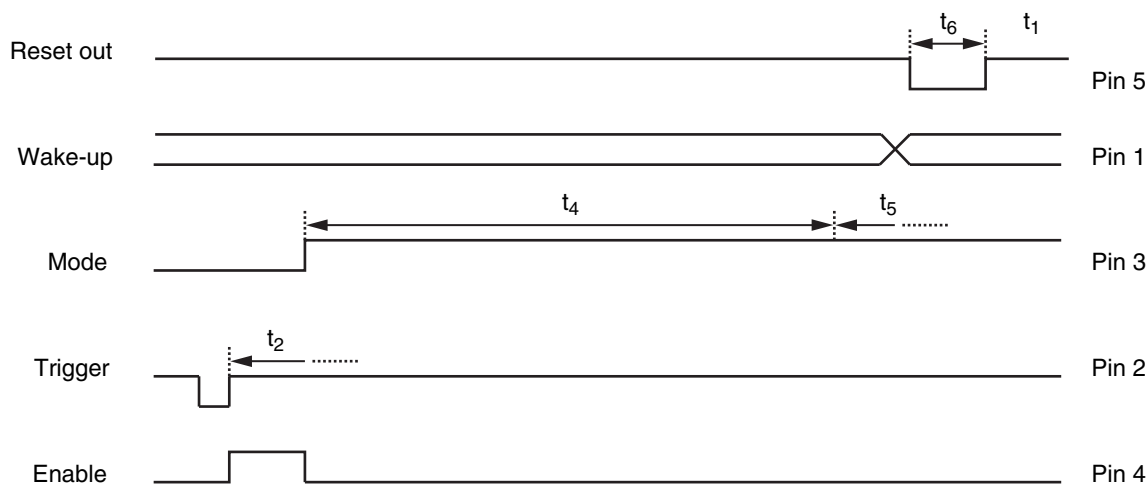 t6 t1
Reset out
Pin 5
Wake-up Pin 1
t4 t5
Mode Pin 3
t2
Trigger Pin 2
Enable Pin 4